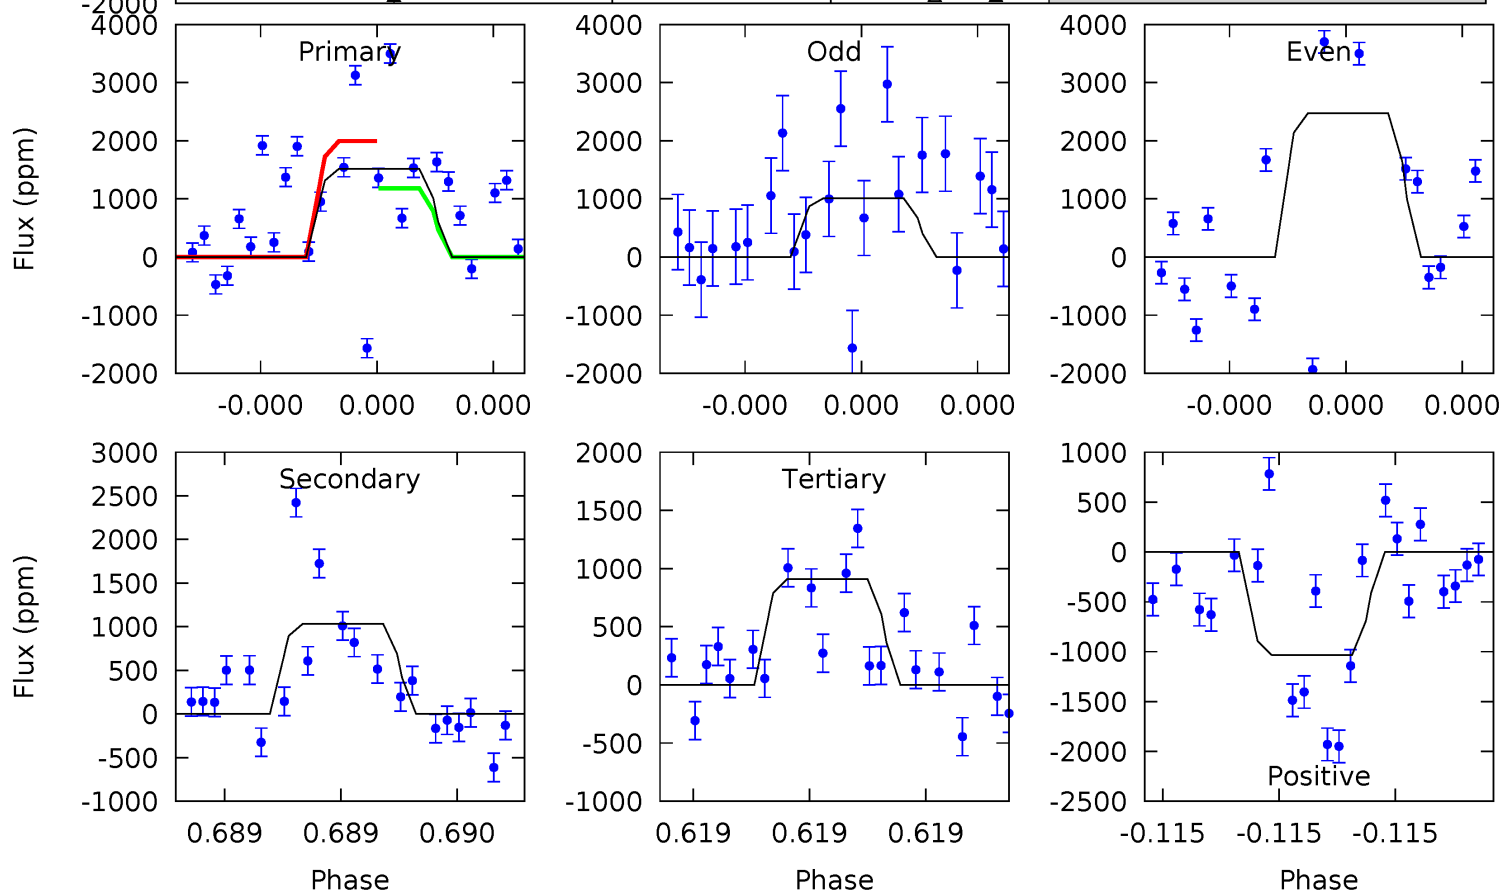 -2000
4000 4000 4000
Primary Odd Even
3000 3000 3000
2000 2000 2000
Flux (ppm)
1000 1000 1000
0 0 0
-1000 -1000 -1000
-2000 -2000 -2000
-0.000 0.000 0.000 -0.000 0.000 0.000 -0.000 0.000 0.000
3000 2000 1000
Secondary Tertiary
2500 1500 500
2000 1000 0
1500 500 -500
Flux (ppm)
1000 0 -1000
500 -500 -1500
0 -1000 -2000
-500 -2500
-1000
Positive
0.689 0.689 0.690 0.619 0.619 0.619 -0.115 -0.115 -0.115
Phase Phase Phase